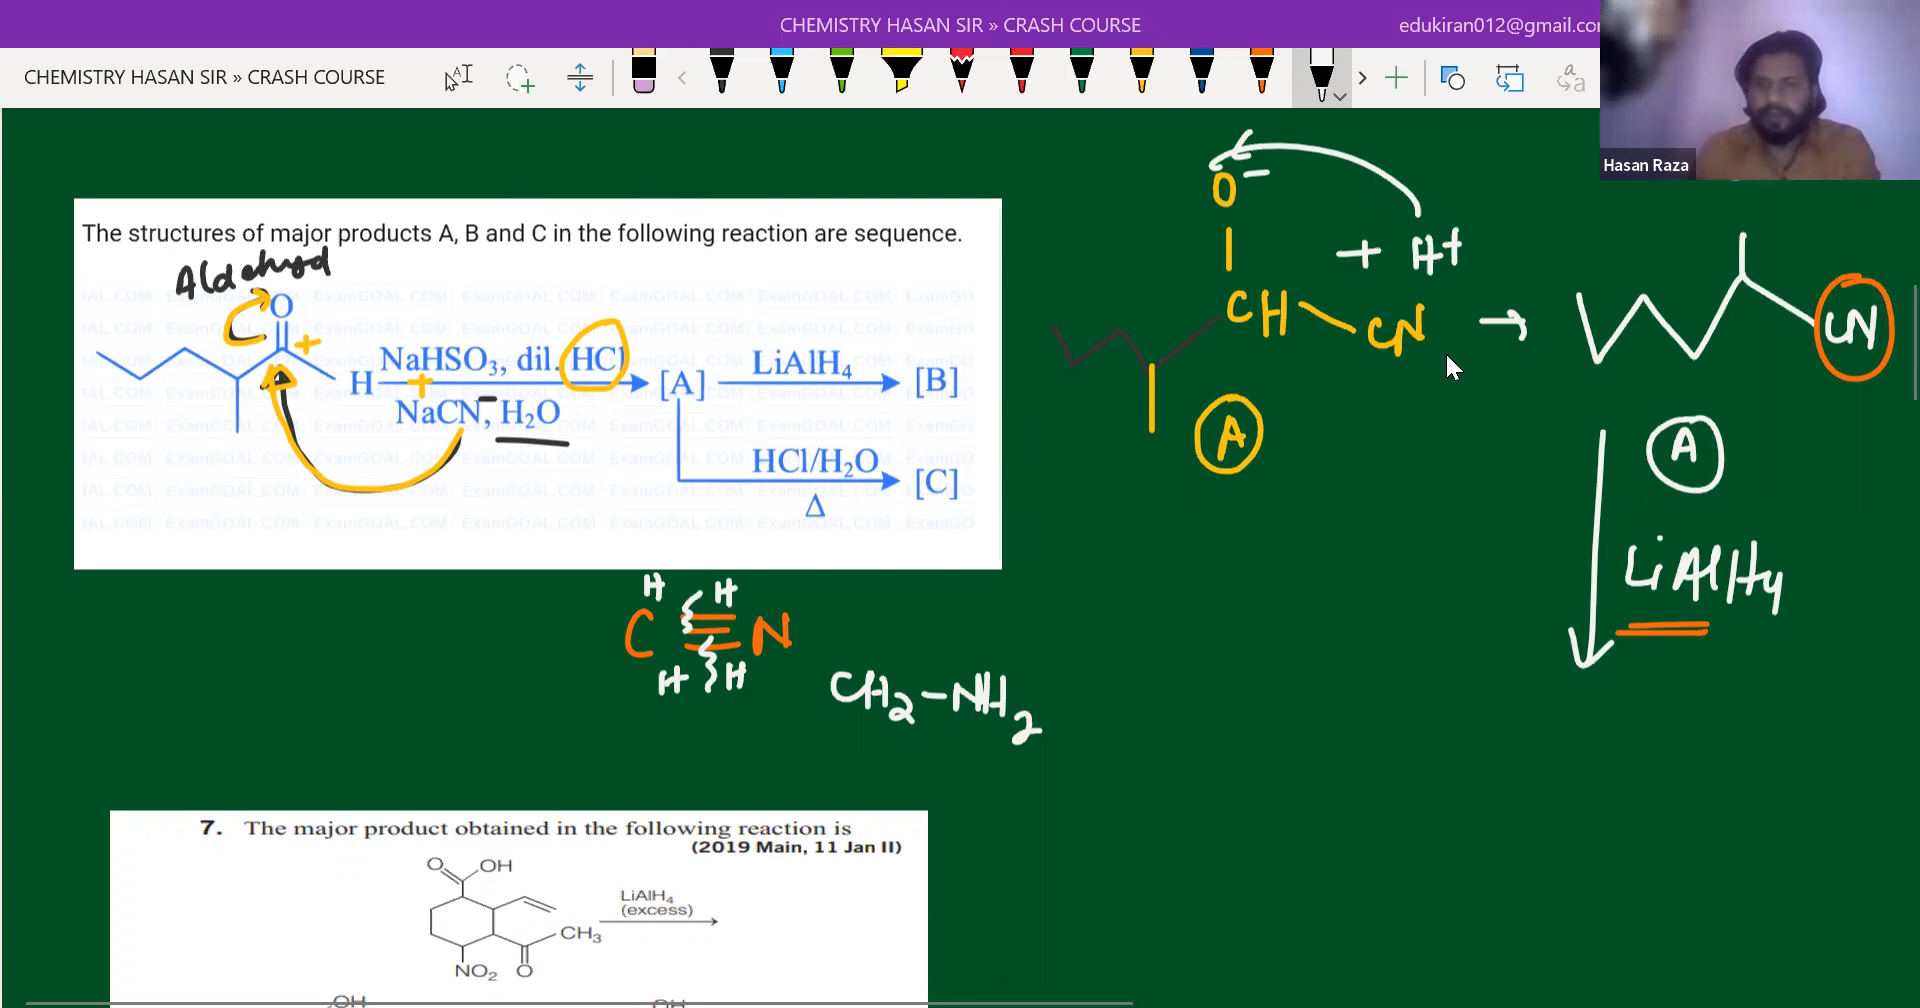 CHEMISTRY HASAN SIR » CRASH COURSE
edukiran012@gmail.co
CHEMISTRY HASAN SIR » CRASH COURSE
Hasan Raza
The structures of major products A, B and C in the following reaction are sequence.
Aldehyd
O
+
H
NaHSO₃, dil. HCl
+
NaCN, H₂O
[A]
LiAlH₄
[B]
HCl/H₂O
Δ
[C]
O⁻
CH
CN
A
+ H+
→
CN
A
LiAlH4
H H
C≡N
H H
CH2-NH2
7. The major product obtained in the following reaction is
(2019 Main, 11 Jan II)
O OH
LiAlH₄
(excess)
CH₃
NO₂ O
OH OH